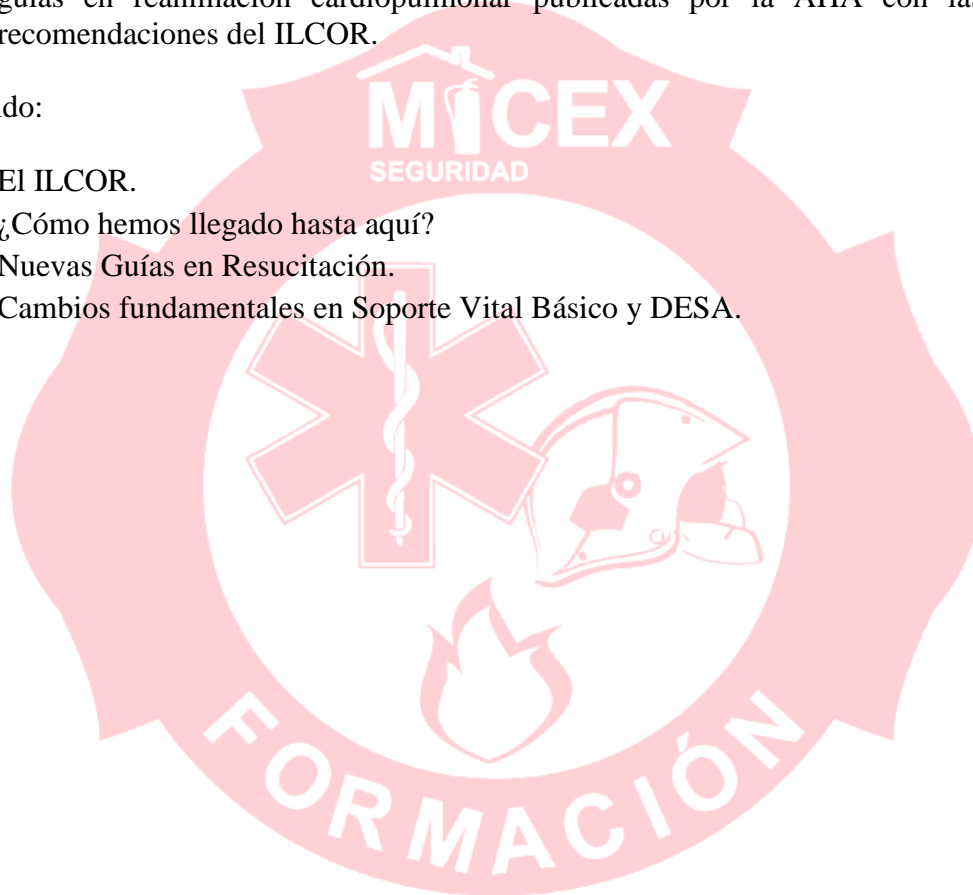 guías en reanimación cardiopulmonar publicadas por la AHA con las
recomendaciones del ILCOR.
ido:
El ILCOR.
¿Cómo hemos llegado hasta aquí?
Nuevas Guías en Resucitación.
Cambios fundamentales en Soporte Vital Básico y DESA.
MICEX
SEGURIDAD
FORMACIÓN